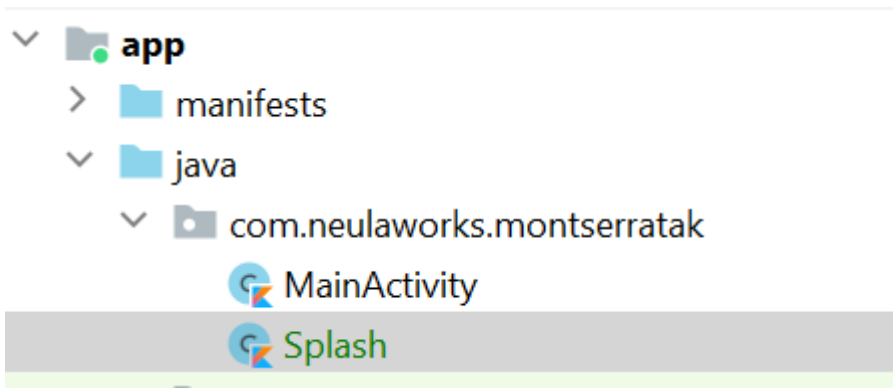 app
manifests
java
com.neulaworks.montserratak
MainActivity
Splash